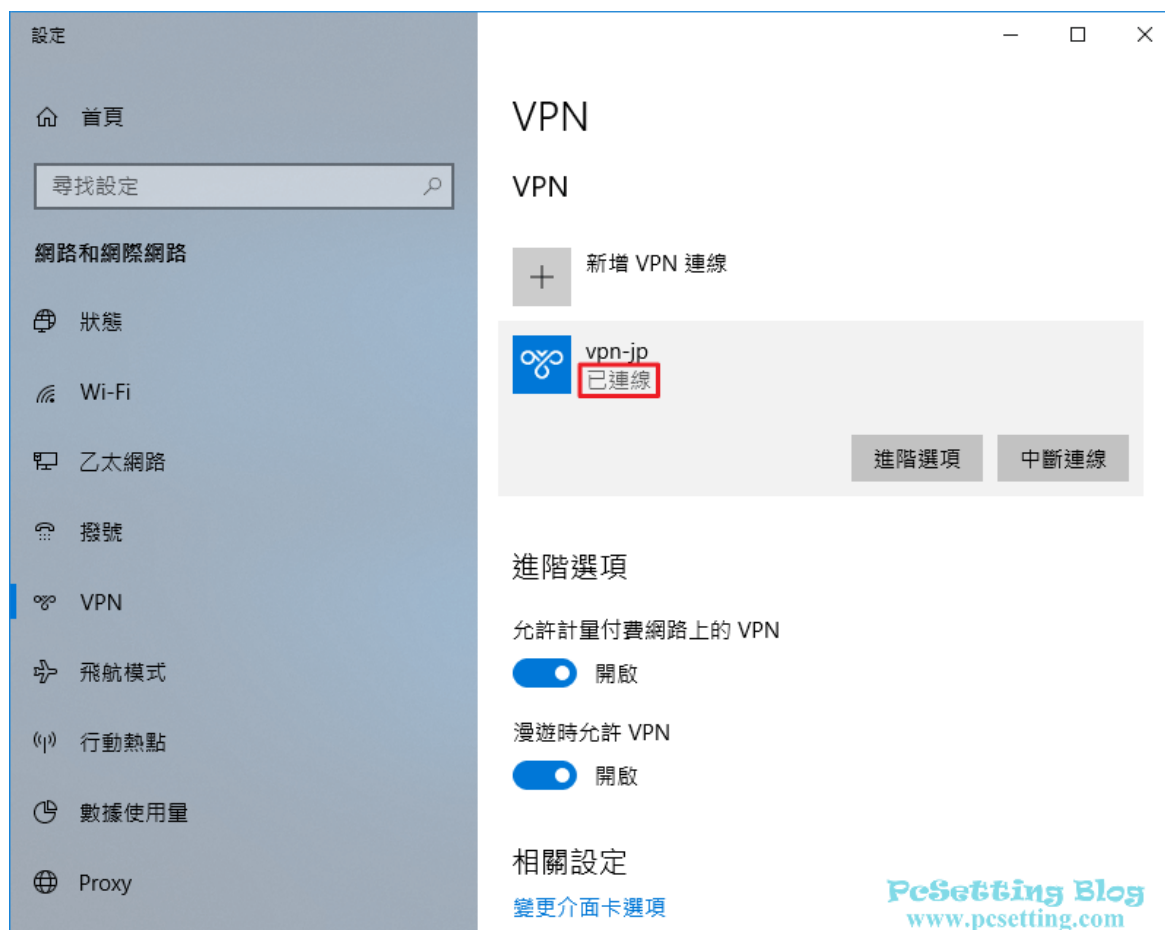 設定
首頁
尋找設定
網路和網際網路
狀態
Wi-Fi
乙太網路
撥號
VPN
飛航模式
行動熱點
數據使用量
Proxy
VPN
VPN
新增 VPN 連線
vpn-jp
已連線
進階選項 中斷連線
進階選項
允許計量付費網路上的 VPN
開啟
漫遊時允許 VPN
開啟
相關設定
變更介面卡選項
PcSetting Blog
www.pcsetting.com